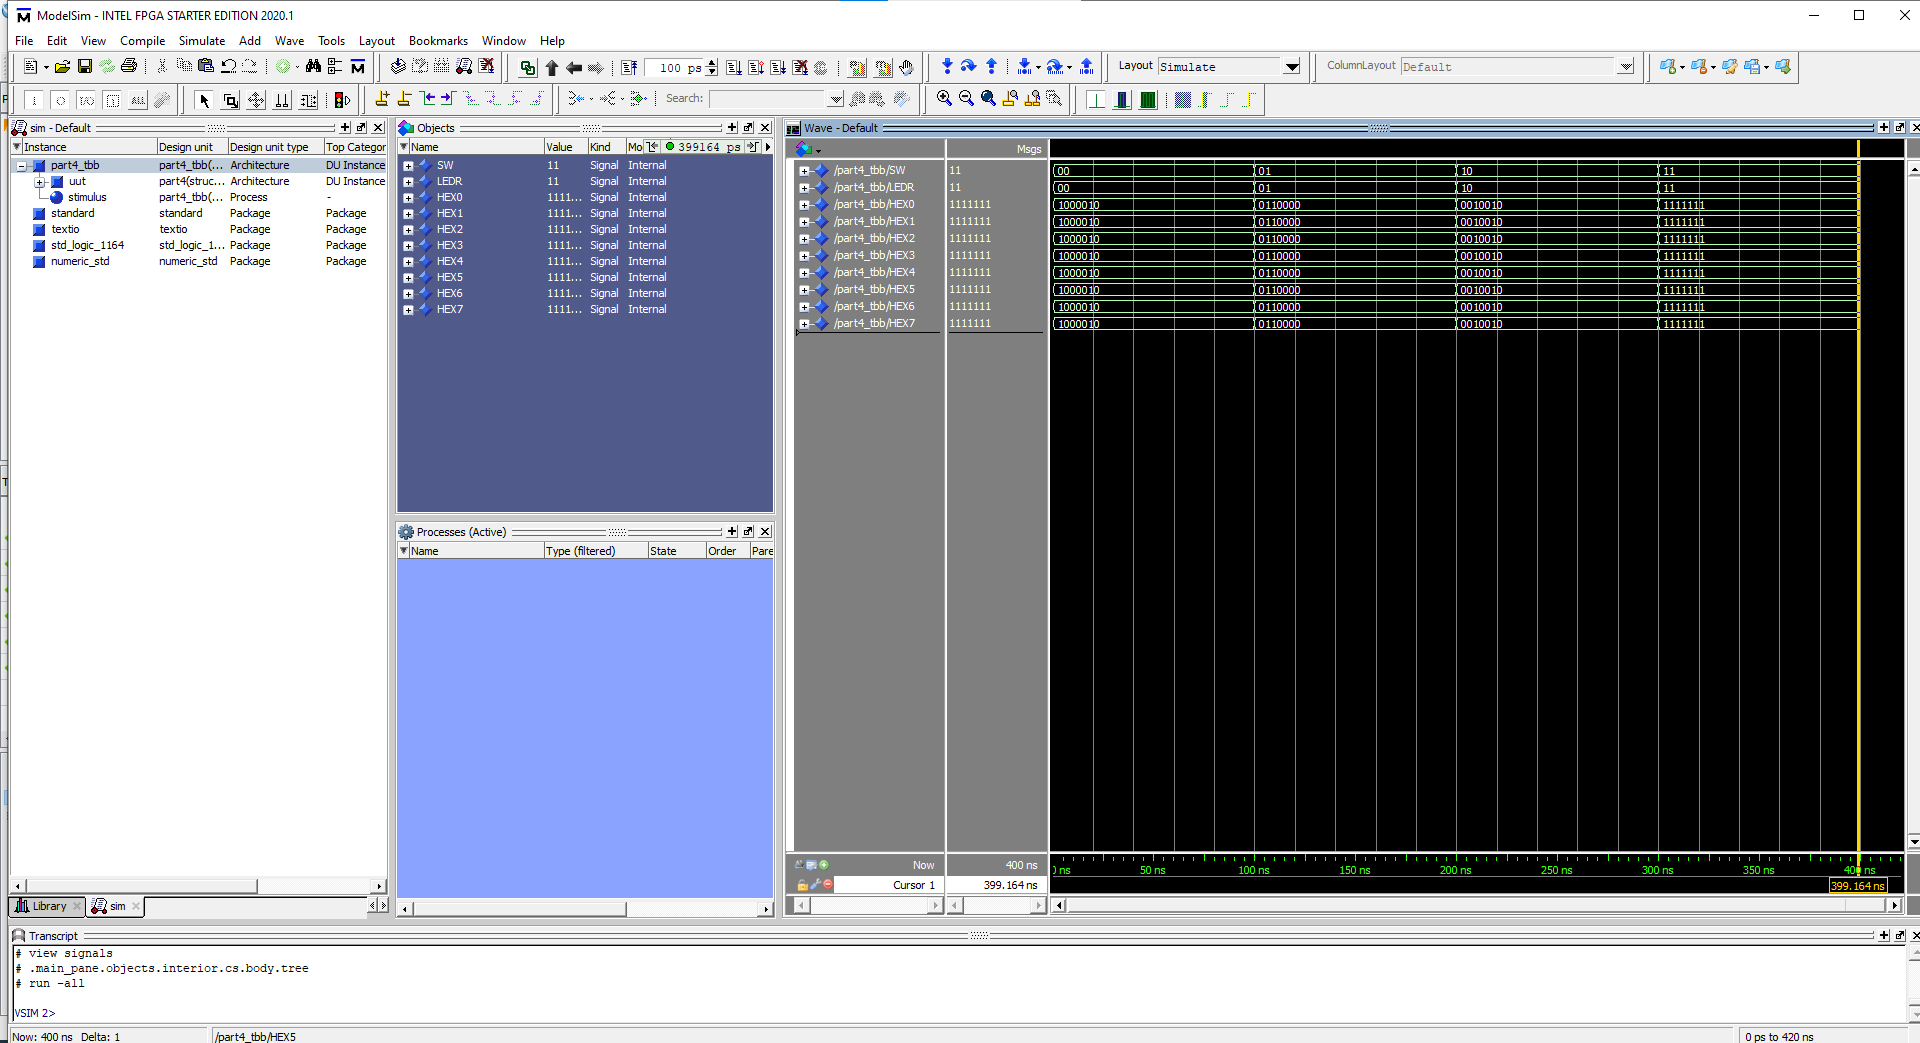 ModelSim - INTEL FPGA STARTER EDITION 2020.1
File Edit View Compile Simulate Add Wave Tools Layout Bookmarks Window Help
100 ps
Layout Simulate
ColumnLayout Default
Search:
sim - Default
Instance Design unit Design unit type Top Categor
part4_tbb part4_tbb(... Architecture DU Instance
uut part4(struc... Architecture DU Instance
stimulus part4_tbb(... Process -
standard standard Package Package
textio textio Package Package
std_logic_1164 std_logic_1... Package Package
numeric_std numeric_std Package Package
Library sim
Objects
Name Value Kind Mo 399164 ps
SW 11 Signal Internal
LEDR 11 Signal Internal
HEX0 1111... Signal Internal
HEX1 1111... Signal Internal
HEX2 1111... Signal Internal
HEX3 1111... Signal Internal
HEX4 1111... Signal Internal
HEX5 1111... Signal Internal
HEX6 1111... Signal Internal
HEX7 1111... Signal Internal
Processes (Active)
Name Type (filtered) State Order Pare
Wave - Default
Msgs
/part4_tbb/SW 11 00 01 10 11
/part4_tbb/LEDR 11 00 01 10 11
/part4_tbb/HEX0 1111111 1000010 0110000 0010010 1111111
/part4_tbb/HEX1 1111111 1000010 0110000 0010010 1111111
/part4_tbb/HEX2 1111111 1000010 0110000 0010010 1111111
/part4_tbb/HEX3 1111111 1000010 0110000 0010010 1111111
/part4_tbb/HEX4 1111111 1000010 0110000 0010010 1111111
/part4_tbb/HEX5 1111111 1000010 0110000 0010010 1111111
/part4_tbb/HEX6 1111111 1000010 0110000 0010010 1111111
/part4_tbb/HEX7 1111111 1000010 0110000 0010010 1111111
Now 400 ns ns 50 ns 100 ns 150 ns 200 ns 250 ns 300 ns 350 ns 400 ns
Cursor 1 399.164 ns 399.164 ns
Transcript
# view signals
# .main_pane.objects.interior.cs.body.tree
# run -all
VSIM 2>
Now: 400 ns Delta: 1 /part4_tbb/HEX5 0 ps to 420 ns